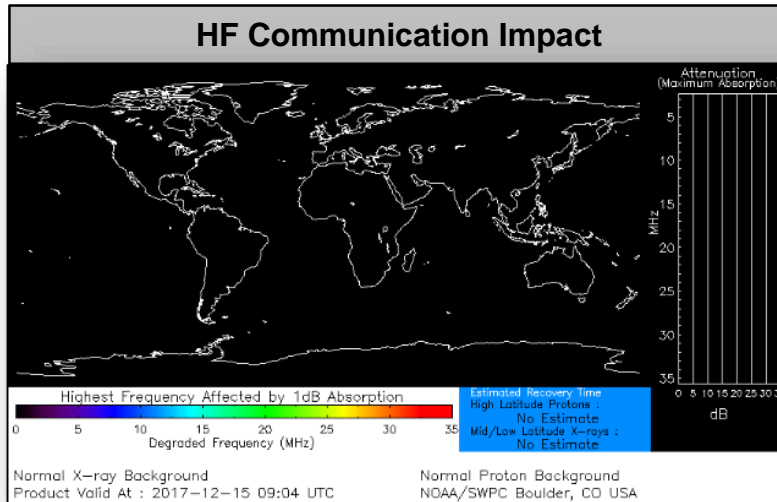 HF Communication Impact
Attenuation
(Maximum Absorption)
5
10
15
20
25
30
35
MHz
0 5 10 15 20 25 30
dB
Highest Frequency Affected by 1dB Absorption
0 5 10 15 20 25 30 35
Degraded Frequency (MHz)
Estimated Recovery Time
High Latitude Protons :
No Estimate
Mid/Low Latitude X-rays :
No Estimate
Normal X-ray Background
Product Valid At : 2017-12-15 09:04 UTC
Normal Proton Background
NOAA/SWPC Boulder, CO USA